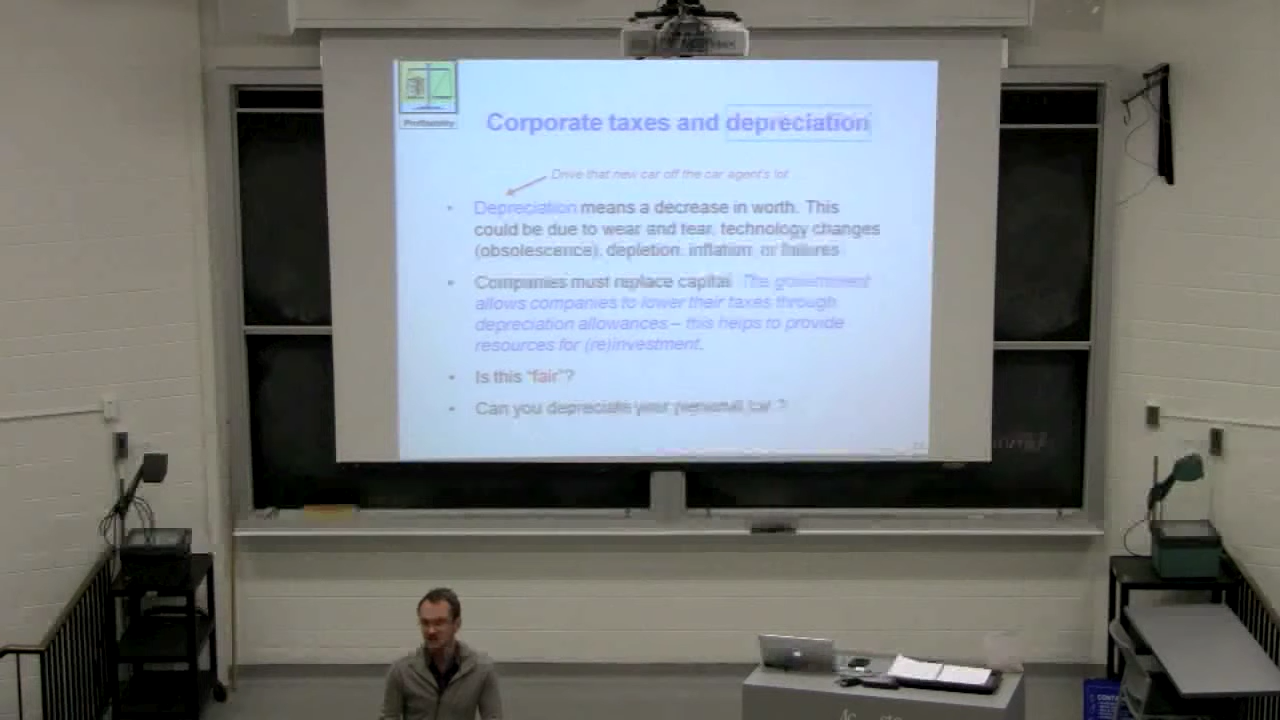 Profitability
Corporate taxes and depreciation
Drive that new car off the car agent's lot
• Depreciation means a decrease in worth. This
could be due to wear and tear, technology changes
(obsolescence), depletion, inflation, or failures
• Companies must replace capital. The government
allows companies to lower their taxes through
depreciation allowances – this helps to provide
resources for (re)investment.
• Is this "fair"?
• Can you depreciate your personal car ?